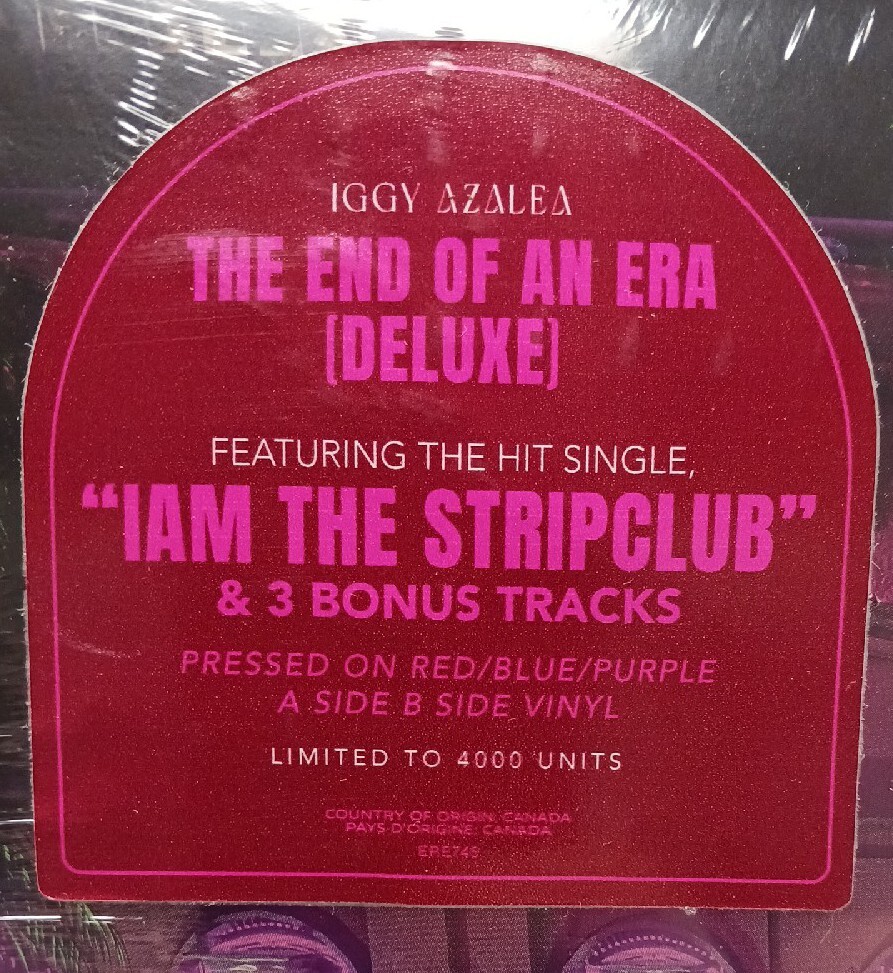 IGGY AZALEA
THE END OF AN ERA
(DELUXE)
FEATURING THE HIT SINGLE,
“IAM THE STRIPCLUB”
& 3 BONUS TRACKS
PRESSED ON RED/BLUE/PURPLE
A SIDE B SIDE VINYL
LIMITED TO 4000 UNITS
COUNTRY OF ORIGIN: CANADA
PAYS D'ORIGINE: CANADA